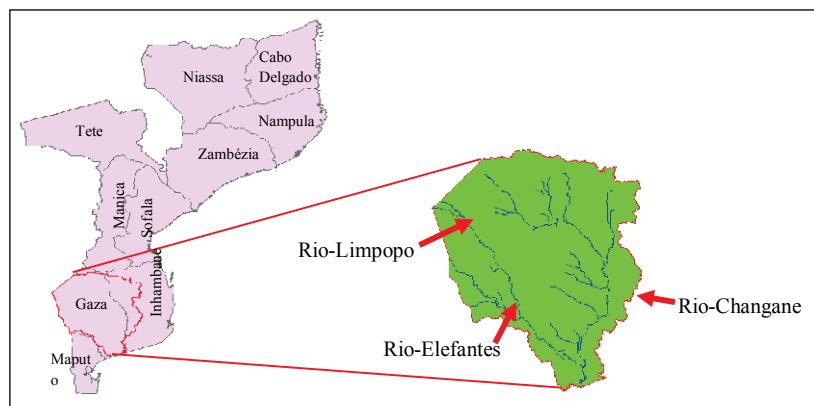 Cabo
Delgado
Niassa
Nampula
Tete
Zambézia
Manica
Sofala
Inhambane
Gaza
Maput
o
Rio-Limpopo
Rio-Changane
Rio-Elefantes